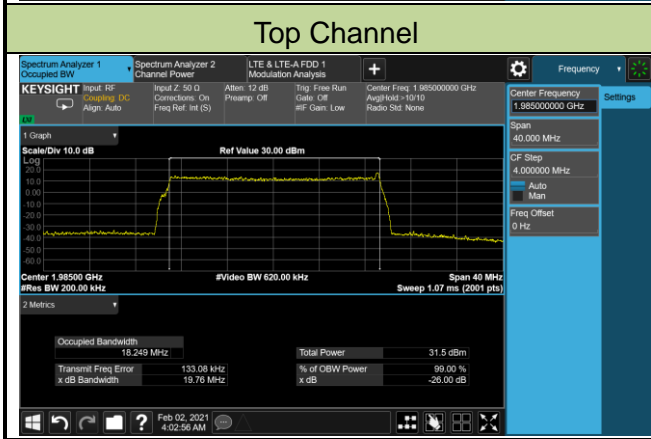 Top Channel
Spectrum Analyzer 1
Occupied BW
Spectrum Analyzer 2
Channel Power
LTE & LTE-A FDD 1
Modulation Analysis
+
Frequency
KEYSIGHT
Input: RF
Coupling: DC
Align: Auto
Input Z: 50 Ω
Corrections: On
Freq Ref: Int (S)
Atten: 12 dB
Preamp: Off
Trig: Free Run
Gate: Off
#IF Gain: Low
Center Freq: 1.985000000 GHz
Avg|Hold:>10/10
Radio Std: None
LM
Center Frequency
1.985000000 GHz
Settings
Span
40.000 MHz
CF Step
4.000000 MHz
Auto
Man
Freq Offset
0 Hz
1 Graph
Scale/Div 10.0 dB
Ref Value 30.00 dBm
Log
20.0
10.0
0.00
-10.0
-20.0
-30.0
-40.0
-50.0
-60.0
Center 1.98500 GHz
#Video BW 620.00 kHz
Span 40 MHz
#Res BW 200.00 kHz
Sweep 1.07 ms (2001 pts)
2 Metrics
Occupied Bandwidth
18.249 MHz
Total Power 31.5 dBm
Transmit Freq Error 133.08 kHz
% of OBW Power 99.00 %
x dB Bandwidth 19.76 MHz
x dB -26.00 dB
?
Feb 02, 2021
4:02:56 AM